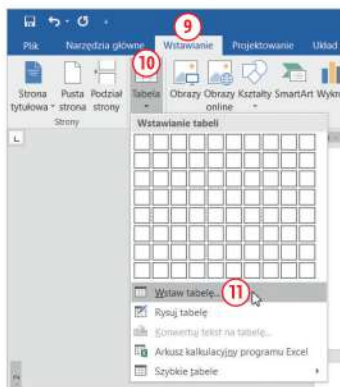 9
Plik Narzędzia główne Wstawianie Projektowanie Układ
10
Strona tytułowa
Pusta strona
Podział strony
Tabela
Obrazy
Obrazy online
Kształty
SmartArt
Wykre
Strony
L
Wstawianie tabeli
Wstaw tabelę... 11
Rysuj tabelę
Konwertuj tekst na tabelę...
Arkusz kalkulacyjny programu Excel
Szybkie tabele